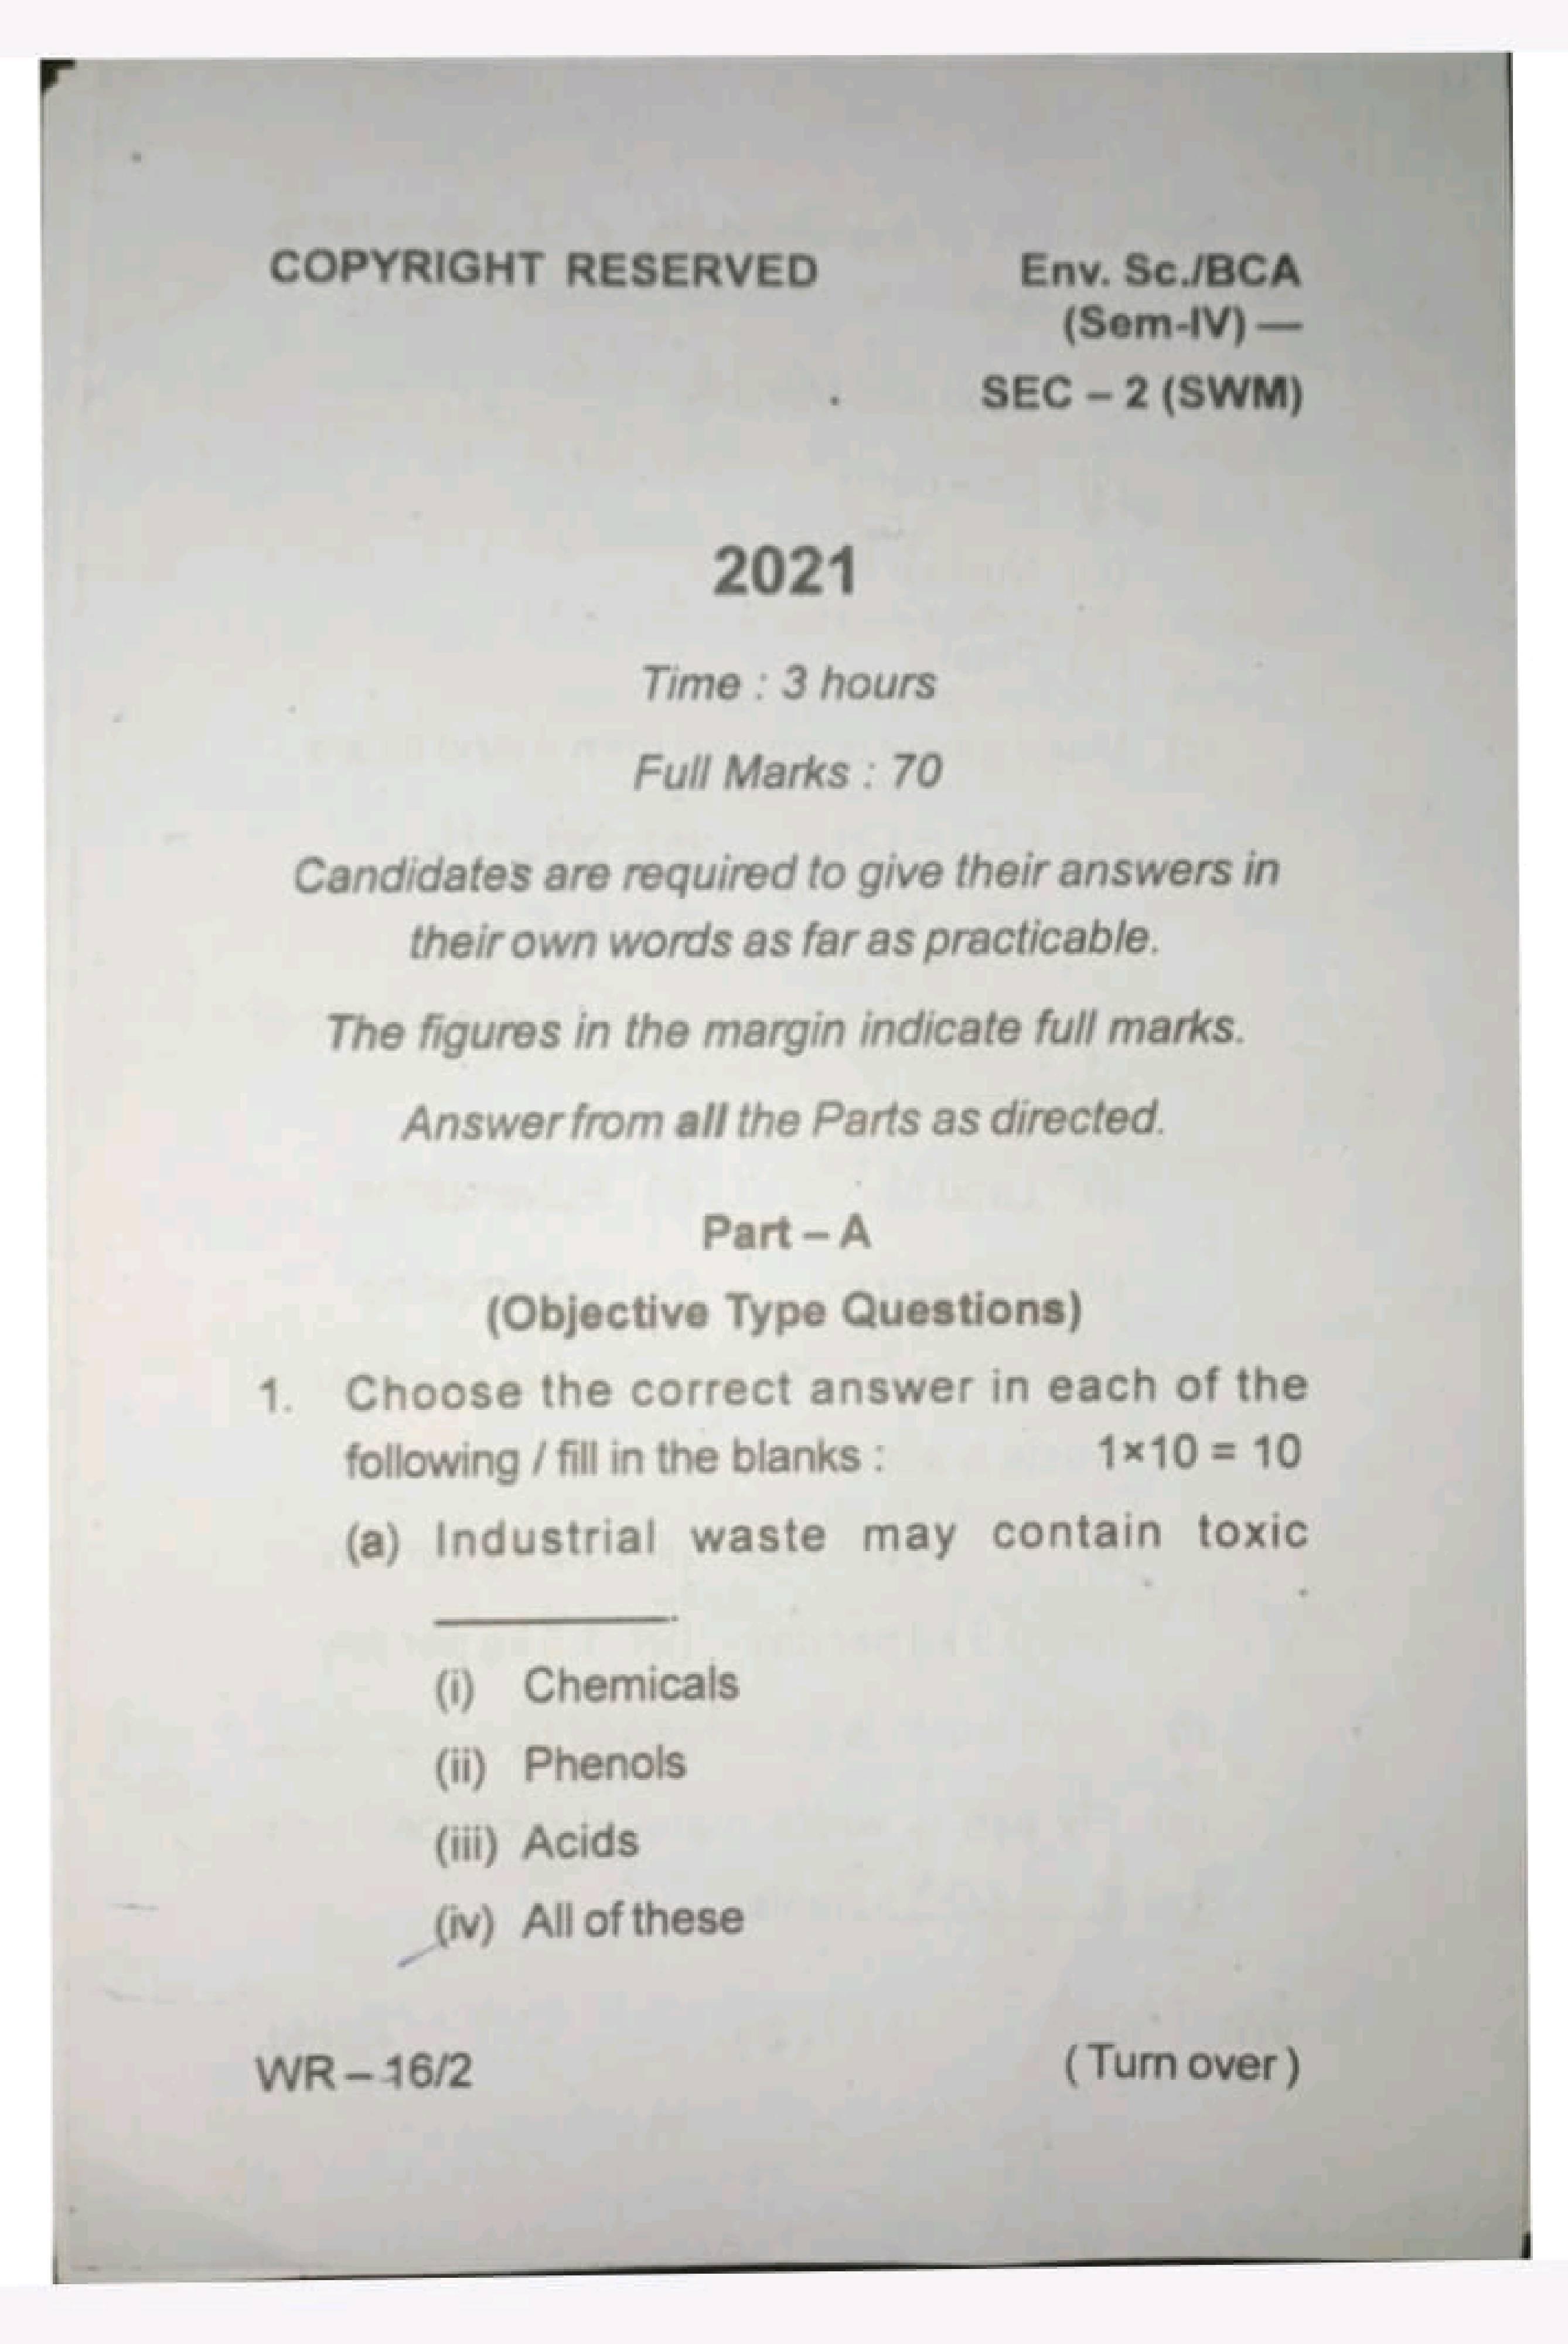 COPYRIGHT RESERVED Env. Sc./BCA
(Sem-IV) —
SEC – 2 (SWM)
2021
Time : 3 hours
Full Marks : 70
Candidates are required to give their answers in
their own words as far as practicable.
The figures in the margin indicate full marks.
Answer from all the Parts as directed.
Part – A
(Objective Type Questions)
1. Choose the correct answer in each of the
following / fill in the blanks : 1×10 = 10
(a) Industrial waste may contain toxic
________.
(i) Chemicals
(ii) Phenols
(iii) Acids
(iv) All of these
WR – 16/2 (Turn over)